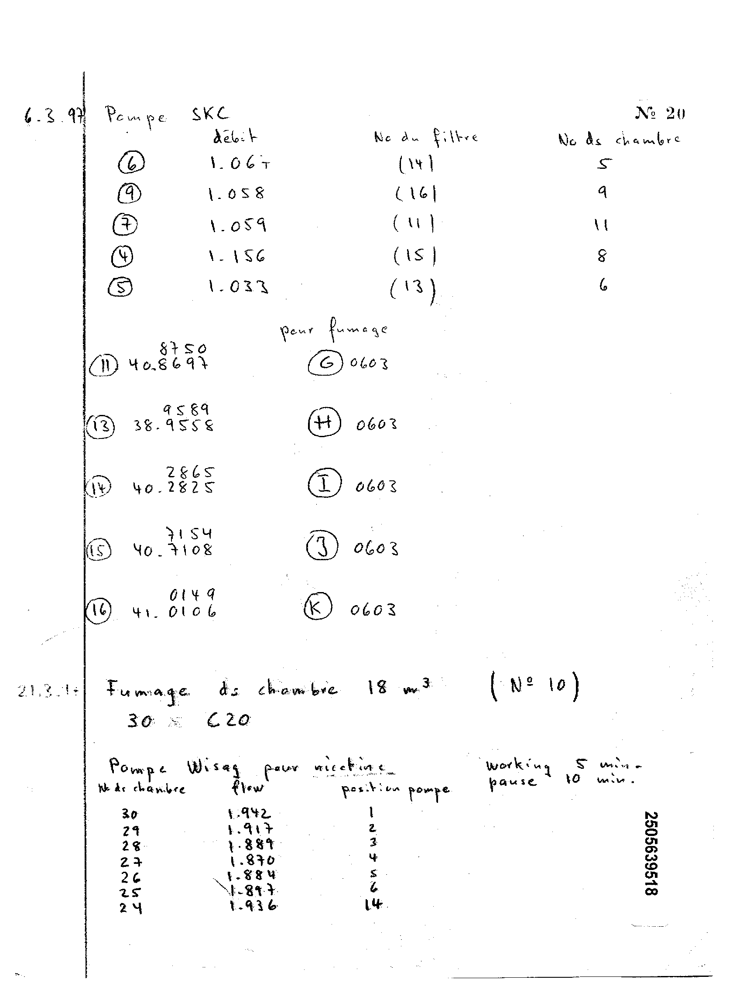 6.3.97 Pompe SKC Nº 20
débit No du filtre No ds chambre
6 1.067 (14) 5
9 1.058 (16) 9
7 1.059 (11) 11
4 1.156 (15) 8
5 1.033 (13) 6
pour fumage
8750
11 40.8697 G 0603
9589
13 38.9558 H 0603
2865
14 40.2825 I 0603
7154
15 40.7108 J 0603
0149
16 41.0106 K 0603
Fumage ds chambre 18 m³ (Nº 10)
30 x C20
Pompe Wisag pour nicotine working 5 min.
No de chambre flow position pompe pause 10 min.
30 1.942 1
29 1.917 2
28 1.889 3
27 1.870 4
26 1.884 5
25 1.897 6
24 1.936 14
2505639518